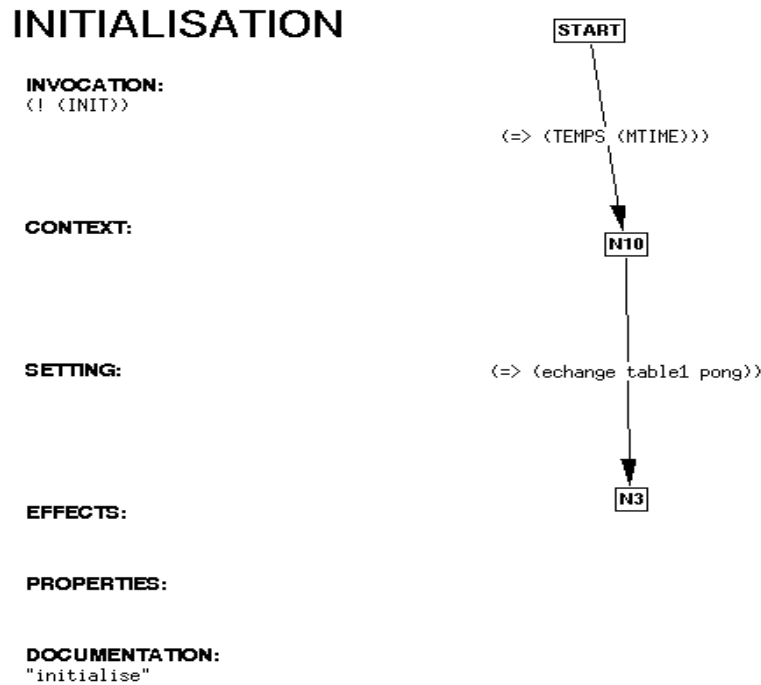 INITIALISATION
INVOCATION:
(! (INIT))
CONTEXT:
SETTING:
EFFECTS:
PROPERTIES:
DOCUMENTATION:
"initialise"
START
(=> (TEMPS (MTIME)))
N10
(=> (echange table1 pong))
N3